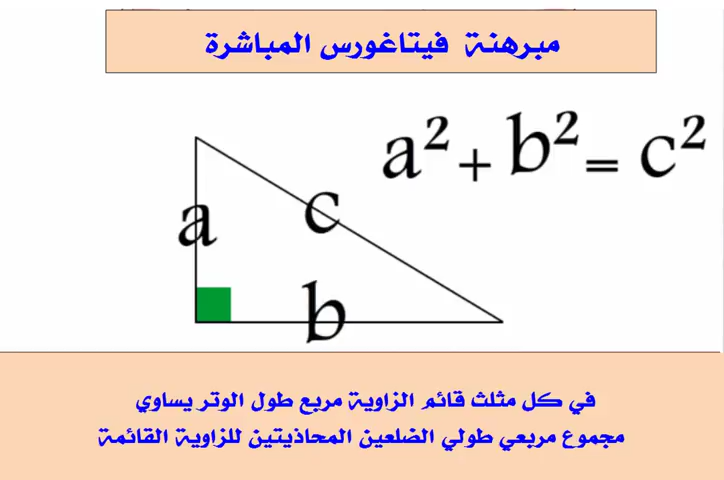 مبرهنة فيتاغورس المباشرة
a² + b² = c²
a
c
b
في كل مثلث قائم الزاوية مربع طول الوتر يساوي
مجموع مربعي طولي الضلعين المحاذيتين للزاوية القائمة